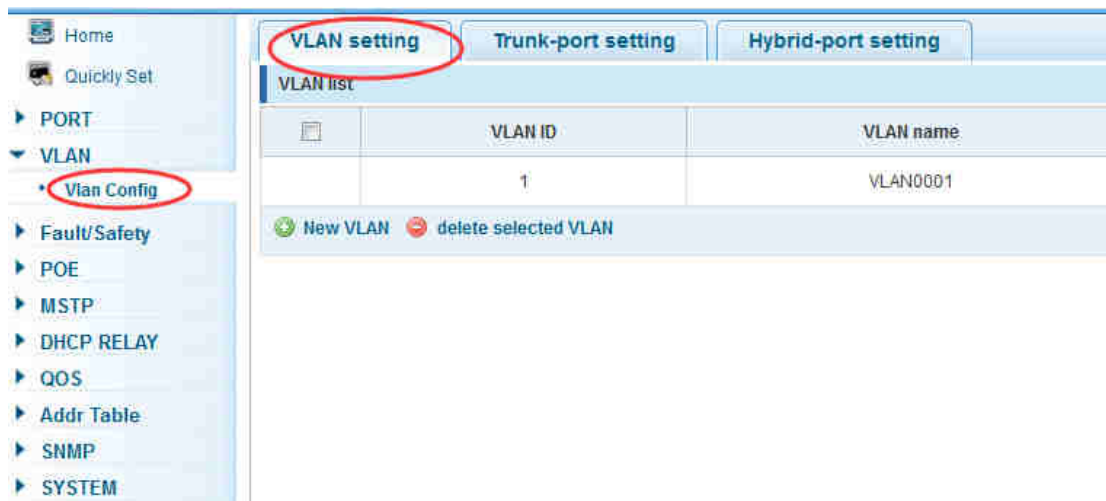 Home
Quickly Set
PORT
VLAN
Vlan Config
Fault/Safety
POE
MSTP
DHCP RELAY
QOS
Addr Table
SNMP
SYSTEM
VLAN setting Trunk-port setting Hybrid-port setting
VLAN list
VLAN ID VLAN name
1 VLAN0001
New VLAN delete selected VLAN